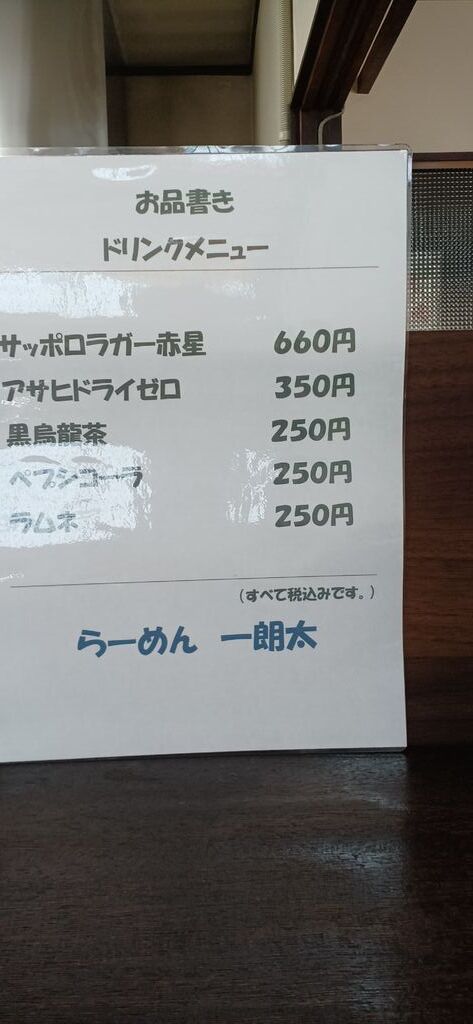 お品書き
ドリンクメニュー
サッポロラガー赤星 660円
アサヒドライゼロ 350円
黒烏龍茶 250円
ペプシコーラ 250円
ラムネ 250円
(すべて税込みです。)
らーめん 一朗太